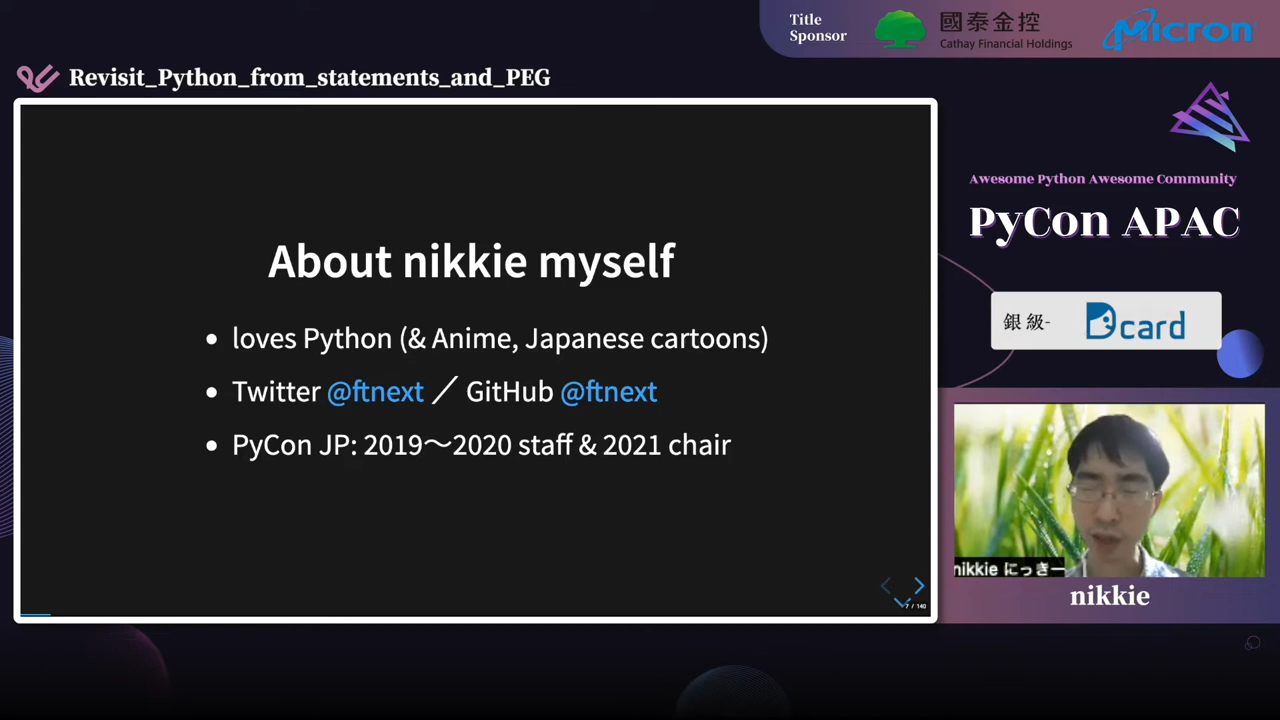 Title
Sponsor
國泰金控
Cathay Financial Holdings
Micron
Revisit_Python_from_statements_and_PEG
About nikkie myself
• loves Python (& Anime, Japanese cartoons)
• Twitter @ftnext ／ GitHub @ftnext
• PyCon JP: 2019〜2020 staff & 2021 chair
7 / 140
Awesome Python Awesome Community
PyCon APAC
銀級-
Dcard
nikkie にっきー
nikkie